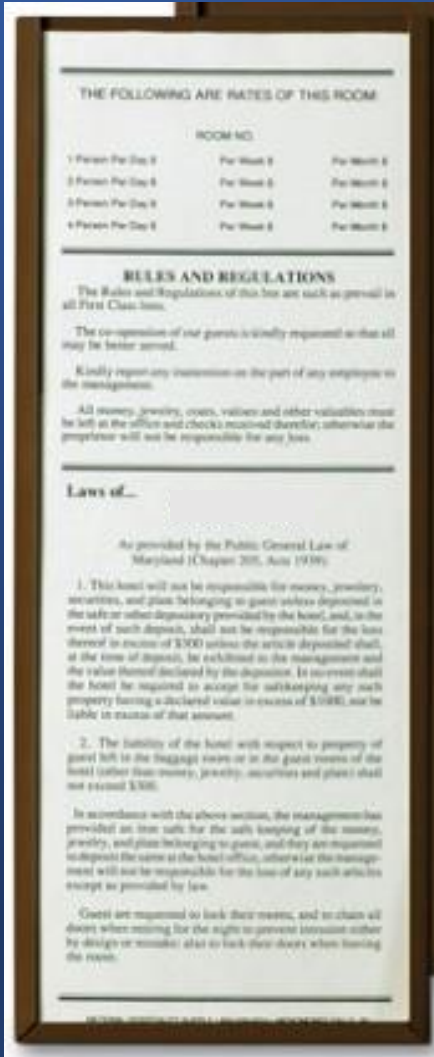 THE FOLLOWING ARE RATES OF THIS ROOM
ROOM NO.
1 Person Per Day $ Per Week $ Per Month $
2 Person Per Day $ Per Week $ Per Month $
3 Person Per Day $ Per Week $ Per Month $
4 Person Per Day $ Per Week $ Per Month $
RULES AND REGULATIONS
The Rules and Regulations of this Inn are such as prevail in
all First Class Inns.
The co-operation of our guests is kindly requested so that all
may be better served.
Kindly report any inattention on the part of any employee to
the management.
All money, jewelry, coats, valises and other valuables must
be left at the office and checks received therefor; otherwise the
proprietor will not be responsible for any loss.
Laws of...
As provided by the Public General Law of
Maryland (Chapter 205, Acts 1939)
1. This hotel will not be responsible for money, jewelery,
securities, and plate belonging to guest unless deposited in
the safe or other depository provided by the hotel, and, in the
event of such deposit, shall not be responsible for the loss
thereof in excess of $300 unless the article deposited shall,
at the time of deposit, be exhibited to the management and
the value thereof declared by the depositor. In no event shall
the hotel be required to accept for safekeeping any such
property having a declared value in excess of $1000, nor be
liable in excess of that amount.
2. The liability of the hotel with respect to property of
guest left in the baggage room or in the guest rooms of the
hotel (other than money, jewelry, securities and plate) shall
not exceed $300.
In accordance with the above section, the management has
provided an iron safe for the safe keeping of the money,
jewelry, and plate belonging to guest, and they are requested
to deposit the same at the hotel office, otherwise the manage-
ment will not be responsible for the loss of any such articles
except as provided by law.
Guest are requested to lock their rooms, and to chain all
doors when retiring for the night to prevent intrusion either
by design or mistake; also to lock their doors when leaving
the room.